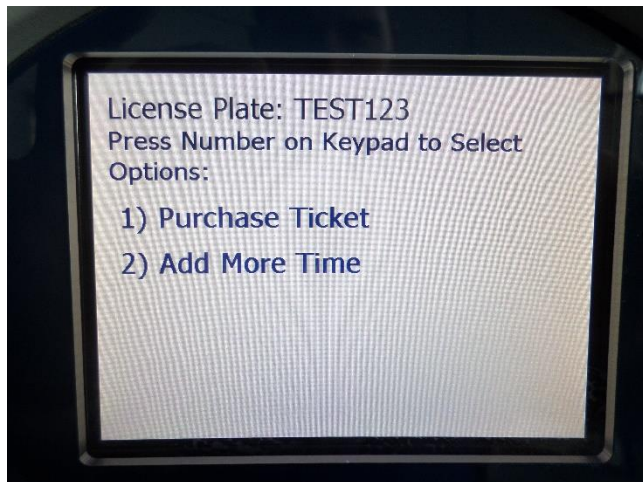 License Plate: TEST123
Press Number on Keypad to Select
Options:
1) Purchase Ticket
2) Add More Time